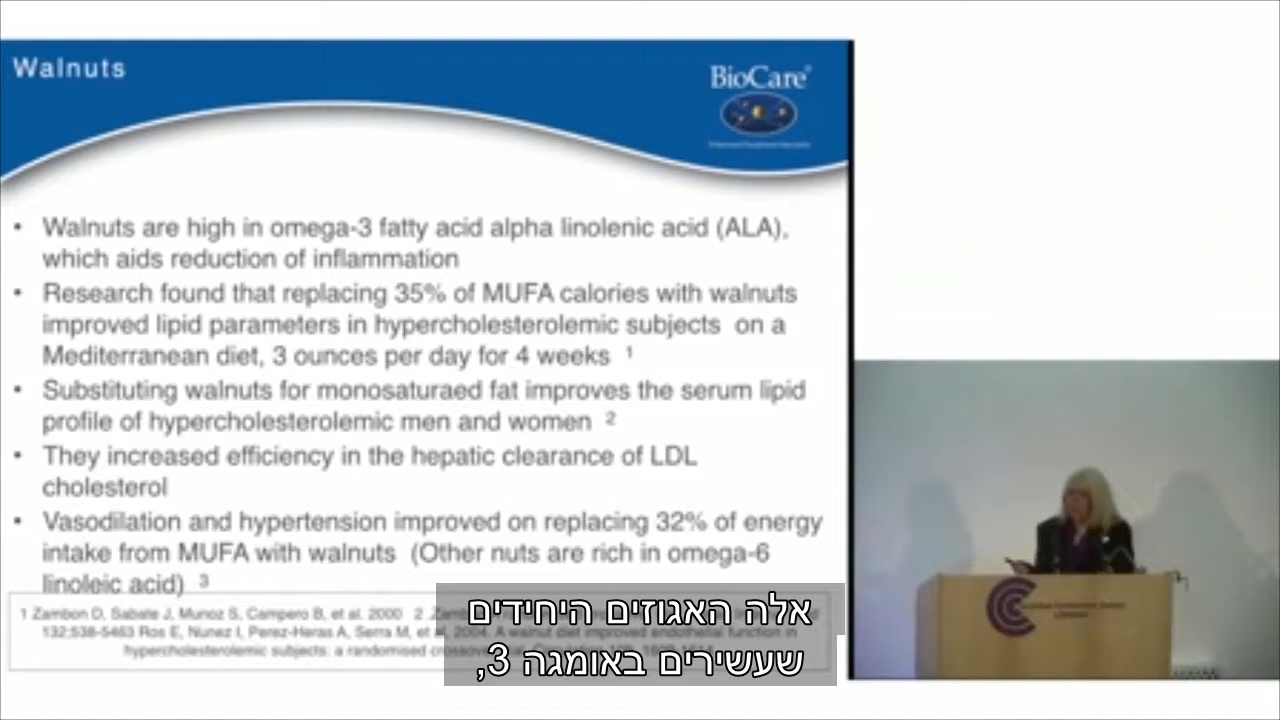 Walnuts
BioCare®
• Walnuts are high in omega-3 fatty acid alpha linolenic acid (ALA),
which aids reduction of inflammation
• Research found that replacing 35% of MUFA calories with walnuts
improved lipid parameters in hypercholesterolemic subjects on a
Mediterranean diet, 3 ounces per day for 4 weeks 1
• Substituting walnuts for monosaturaed fat improves the serum lipid
profile of hypercholesterolemic men and women 2
• They increased efficiency in the hepatic clearance of LDL
cholesterol
• Vasodilation and hypertension improved on replacing 32% of energy
intake from MUFA with walnuts (Other nuts are rich in omega-6
linoleic acid) 3
1 Zambon D, Sabate J, Munoz S, Campero B, et al. 2000 2
132;538-5463 Ros E, Nunez I, Perez-Heras A, Serra M, et al, 2004. A walnut diet improved endothelial function in
hypercholesterolemic subjects: a randomised
אלה האגוזים היחידים
שעשירים באומגה 3,